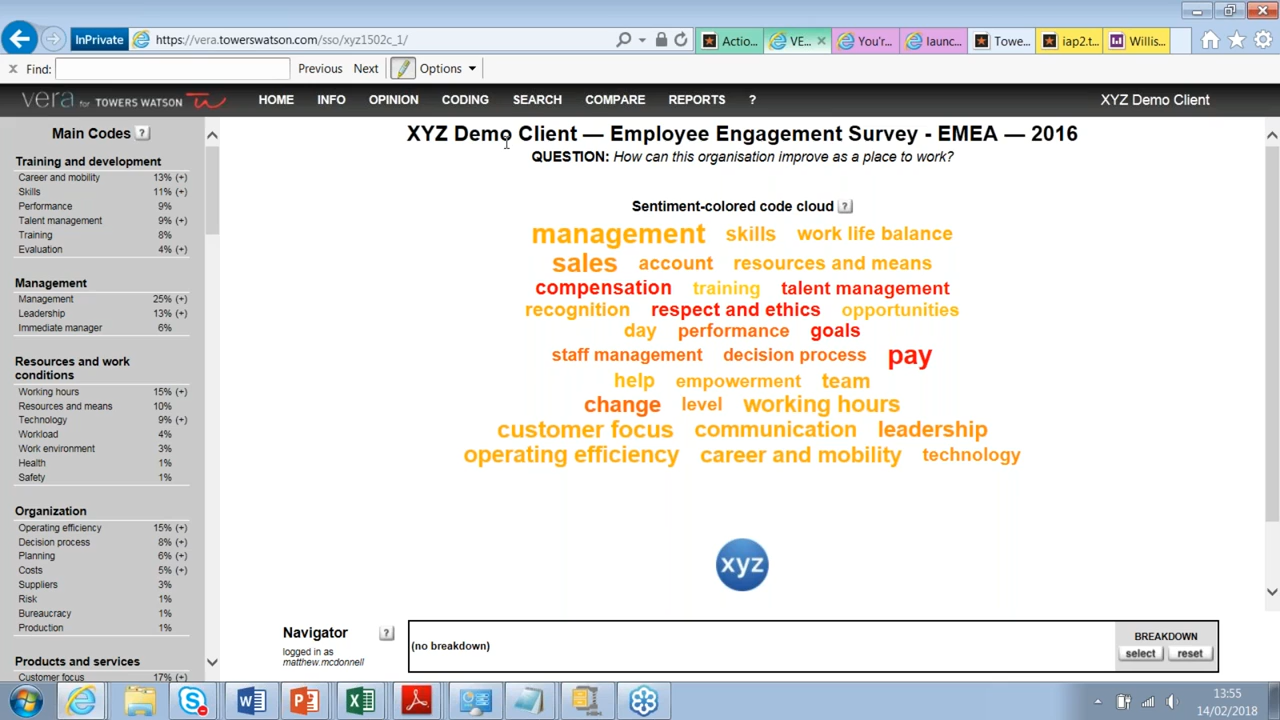 InPrivate https://vera.towerswatson.com/sso/xyz1502c_1/ Actio... VE... You'r... launc... Towe... iap2.t... Willis...
x Find: Previous Next Options
vera for TOWERS WATSON HOME INFO OPINION CODING SEARCH COMPARE REPORTS ? XYZ Demo Client
Main Codes ?
Training and development
Career and mobility 13% (+)
Skills 11% (+)
Performance 9%
Talent management 9% (+)
Training 8%
Evaluation 4% (+)
Management
Management 25% (+)
Leadership 13% (+)
Immediate manager 6%
Resources and work
conditions
Working hours 15% (+)
Resources and means 10%
Technology 9% (+)
Workload 4%
Work environment 3%
Health 1%
Safety 1%
Organization
Operating efficiency 15% (+)
Decision process 8% (+)
Planning 6% (+)
Costs 5% (+)
Suppliers 3%
Risk 1%
Bureaucracy 1%
Production 1%
Products and services
Customer focus 17% (+)
XYZ Demo Client — Employee Engagement Survey - EMEA — 2016
QUESTION: How can this organisation improve as a place to work?
Sentiment-colored code cloud ?
management skills work life balance
sales account resources and means
compensation training talent management
recognition respect and ethics opportunities
day performance goals
staff management decision process pay
help empowerment team
change level working hours
customer focus communication leadership
operating efficiency career and mobility technology
xyz
Navigator ?
logged in as
matthew.mcdonnell
(no breakdown)
BREAKDOWN
select reset
13:55
14/02/2018